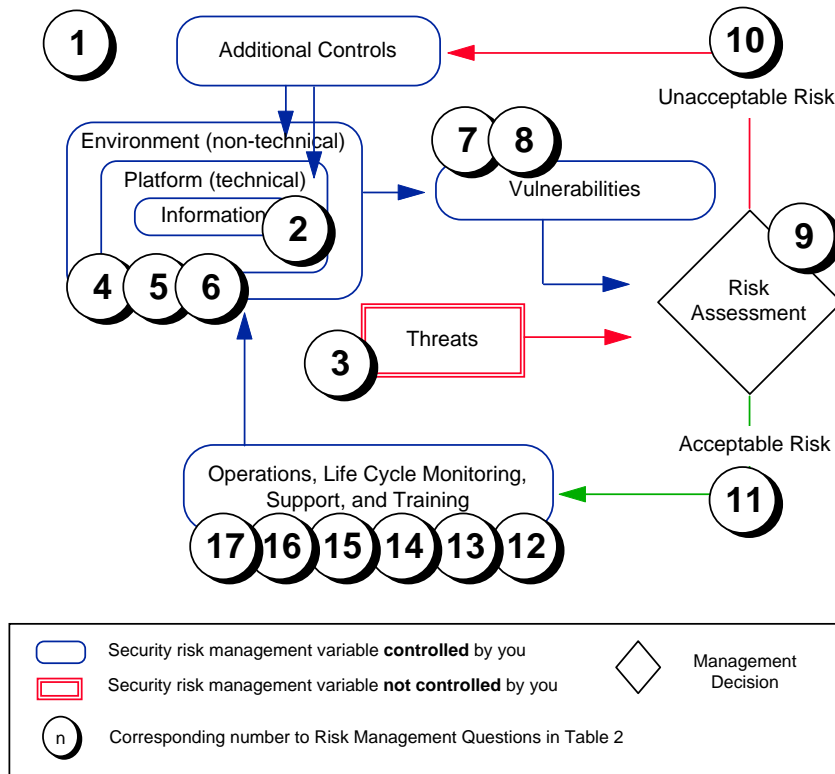 1
Additional Controls
10
Unacceptable Risk
Environment (non-technical)
Platform (technical)
Information
2
4
5
6
7
8
Vulnerabilities
9
Risk
Assessment
3
Threats
Acceptable Risk
11
Operations, Life Cycle Monitoring,
Support, and Training
17
16
15
14
13
12
Security risk management variable controlled by you
Security risk management variable not controlled by you
Management
Decision
n
Corresponding number to Risk Management Questions in Table 2